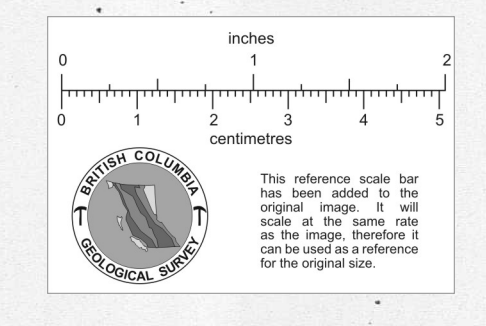 inches
0 1 2
0 1 2 3 4 5
centimetres
BRITISH COLUMBIA
GEOLOGICAL SURVEY
This reference scale bar
has been added to the
original image. It will
scale at the same rate
as the image, therefore it
can be used as a reference
for the original size.